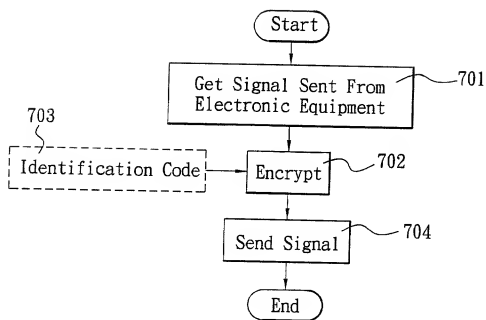 Start
Get Signal Sent From
Electronic Equipment
701
703
Identification Code
Encrypt
702
Send Signal
704
End